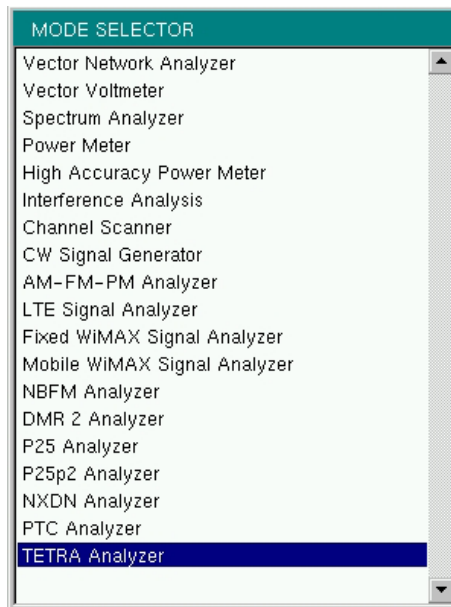 MODE SELECTOR
Vector Network Analyzer
Vector Voltmeter
Spectrum Analyzer
Power Meter
High Accuracy Power Meter
Interference Analysis
Channel Scanner
CW Signal Generator
AM-FM-PM Analyzer
LTE Signal Analyzer
Fixed WiMAX Signal Analyzer
Mobile WiMAX Signal Analyzer
NBFM Analyzer
DMR 2 Analyzer
P25 Analyzer
P25p2 Analyzer
NXDN Analyzer
PTC Analyzer
TETRA Analyzer